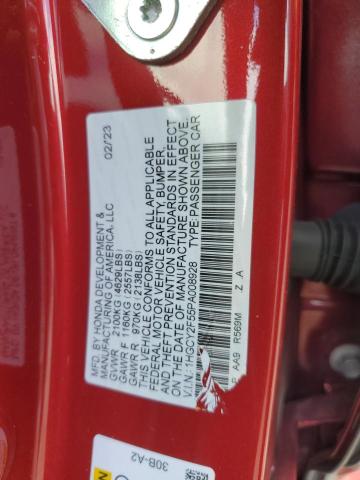 MFD. BY HONDA DEVELOPMENT & 02/23
MANUFACTURING OF AMERICA, LLC
GVWR 2100KG (4629LBS)
GAWR F 1160KG (2557LBS)
GAWR R 970KG (2138LBS)
THIS VEHICLE CONFORMS TO ALL APPLICABLE
FEDERAL MOTOR VEHICLE SAFETY, BUMPER,
AND THEFT PREVENTION STANDARDS IN EFFECT
ON THE DATE OF MANUFACTURE SHOWN ABOVE.
V.I.N.: 1HGCY2F55PA008928 TYPE:PASSENGER CAR
P AA9 R569M Z A
30B-A2